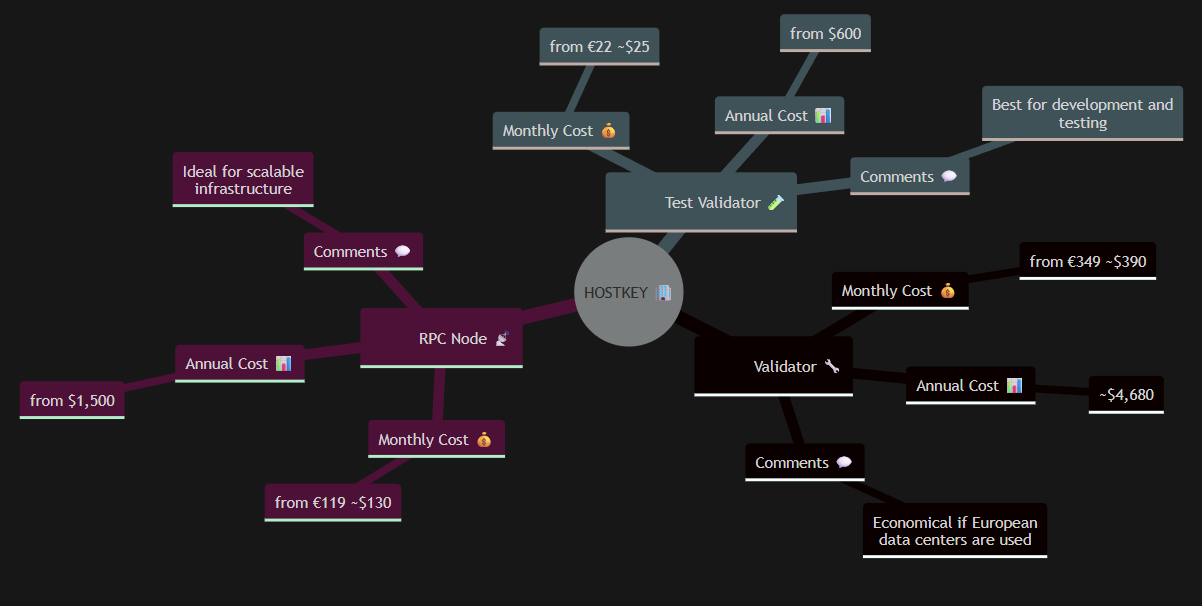 HOSTKEY 🏢
Test Validator 🧪
Monthly Cost 💰
from €22 ~$25
Annual Cost 📊
from $600
Comments 💬
Best for development and
testing
Validator 🔧
Monthly Cost 💰
from €349 ~$390
Annual Cost 📊
~$4,680
Comments 💬
Economical if European
data centers are used
RPC Node 📡
Monthly Cost 💰
from €119 ~$130
Annual Cost 📊
from $1,500
Comments 💬
Ideal for scalable
infrastructure